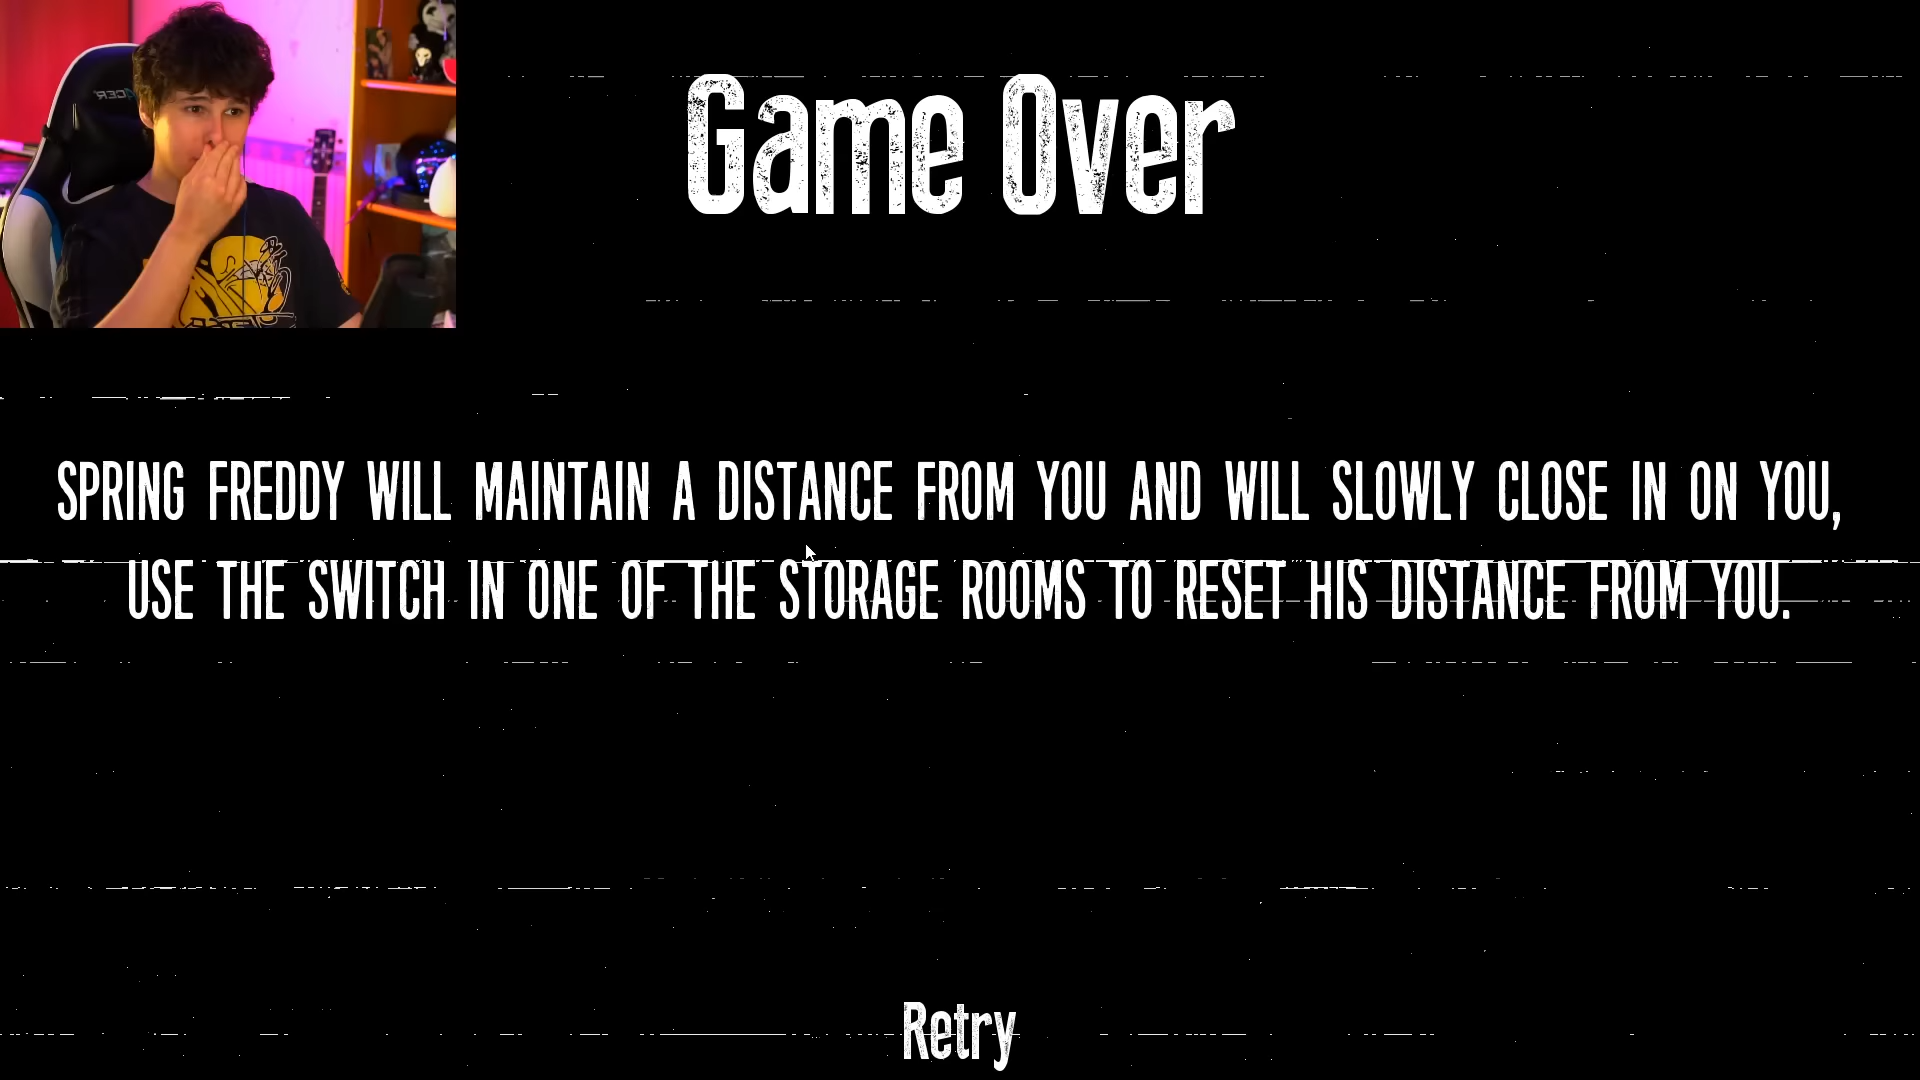 Game Over
SPRING FREDDY WILL MAINTAIN A DISTANCE FROM YOU AND WILL SLOWLY CLOSE IN ON YOU,
USE THE SWITCH IN ONE OF THE STORAGE ROOMS TO RESET HIS DISTANCE FROM YOU.
Retry